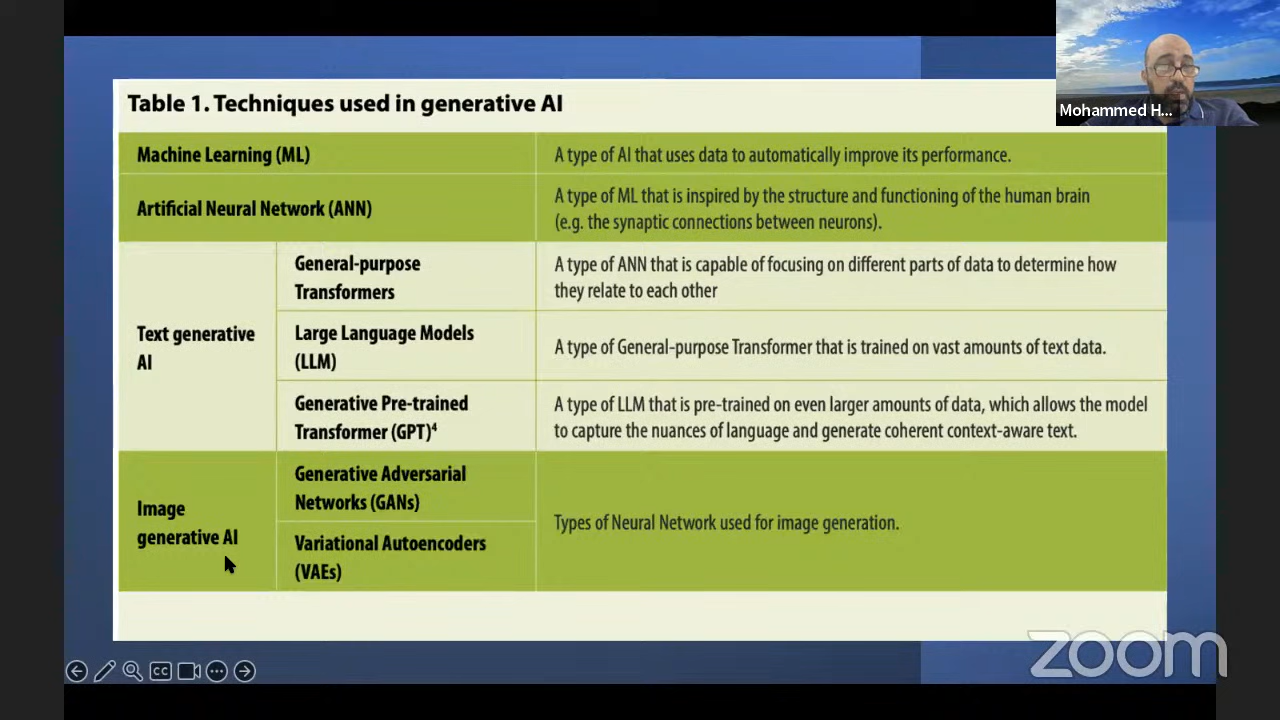 Mohammed H...
Table 1. Techniques used in generative AI
Machine Learning (ML)
A type of AI that uses data to automatically improve its performance.
Artificial Neural Network (ANN)
A type of ML that is inspired by the structure and functioning of the human brain
(e.g. the synaptic connections between neurons).
Text generative
AI
General-purpose
Transformers
A type of ANN that is capable of focusing on different parts of data to determine how
they relate to each other
Large Language Models
(LLM)
A type of General-purpose Transformer that is trained on vast amounts of text data.
Generative Pre-trained
Transformer (GPT)4
A type of LLM that is pre-trained on even larger amounts of data, which allows the model
to capture the nuances of language and generate coherent context-aware text.
Image
generative AI
Generative Adversarial
Networks (GANs)
Variational Autoencoders
(VAEs)
Types of Neural Network used for image generation.
CC
zoom